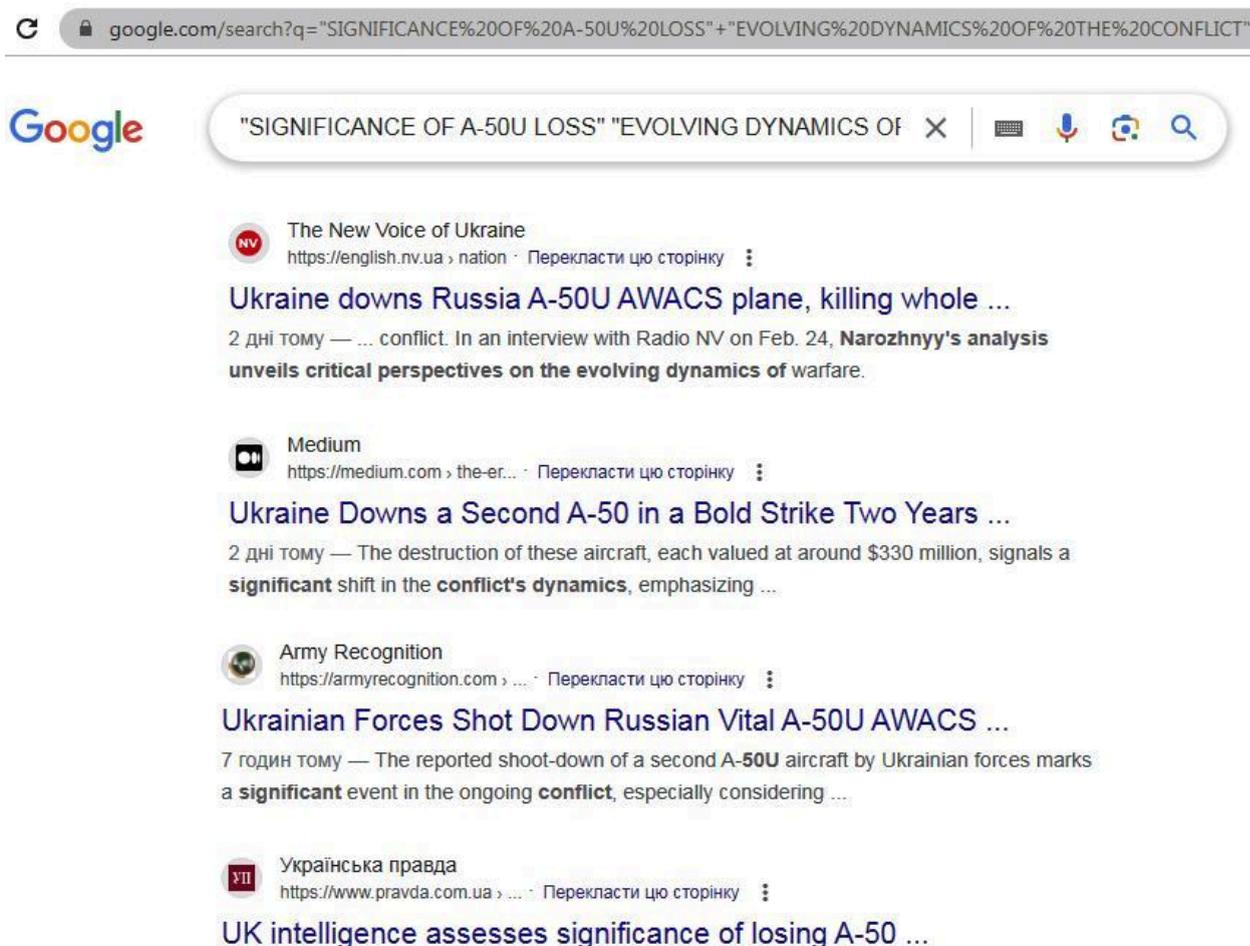 google.com/search?q="SIGNIFICANCE%20OF%20A-50U%20LOSS"+"EVOLVING%20DYNAMICS%20OF%20THE%20CONFLICT"
Google
"SIGNIFICANCE OF A-50U LOSS" "EVOLVING DYNAMICS OF
NV
The New Voice of Ukraine
https://english.nv.ua › nation · Перекласти цю сторінку
Ukraine downs Russia A-50U AWACS plane, killing whole ...
2 дні тому — ... conflict. In an interview with Radio NV on Feb. 24, Narozhnyy's analysis
unveils critical perspectives on the evolving dynamics of warfare.
Medium
https://medium.com › the-er... · Перекласти цю сторінку
Ukraine Downs a Second A-50 in a Bold Strike Two Years ...
2 дні тому — The destruction of these aircraft, each valued at around $330 million, signals a
significant shift in the conflict's dynamics, emphasizing ...
Army Recognition
https://armyrecognition.com › ... · Перекласти цю сторінку
Ukrainian Forces Shot Down Russian Vital A-50U AWACS ...
7 годин тому — The reported shoot-down of a second A-50U aircraft by Ukrainian forces marks
a significant event in the ongoing conflict, especially considering ...
УП
Українська правда
https://www.pravda.com.ua › ... · Перекласти цю сторінку
UK intelligence assesses significance of losing A-50 ...